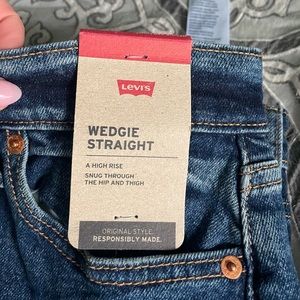 Levi's
WEDGIE
STRAIGHT
A HIGH RISE
SNUG THROUGH
THE HIP AND THIGH
ORIGINAL STYLE.
RESPONSIBLY MADE.